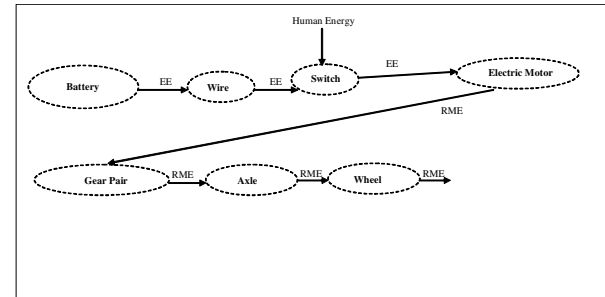 Human Energy
Battery
EE
Wire
EE
Switch
EE
Electric Motor
RME
Gear Pair
RME
Axle
RME
Wheel
RME